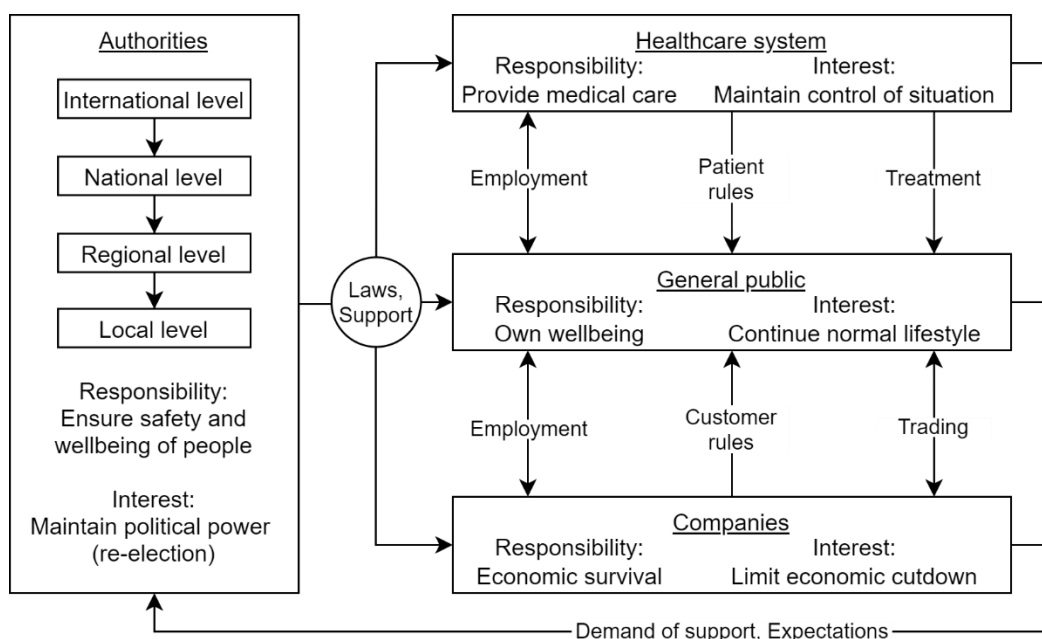 Authorities
International level
National level
Regional level
Local level
Responsibility:
Ensure safety and
wellbeing of people
Interest:
Maintain political power
(re-election)
Laws,
Support
Healthcare system
Responsibility: Interest:
Provide medical care Maintain control of situation
Employment
Patient
rules
Treatment
General public
Responsibility: Interest:
Own wellbeing Continue normal lifestyle
Employment
Customer
rules
Trading
Companies
Responsibility: Interest:
Economic survival Limit economic cutdown
Demand of support, Expectations